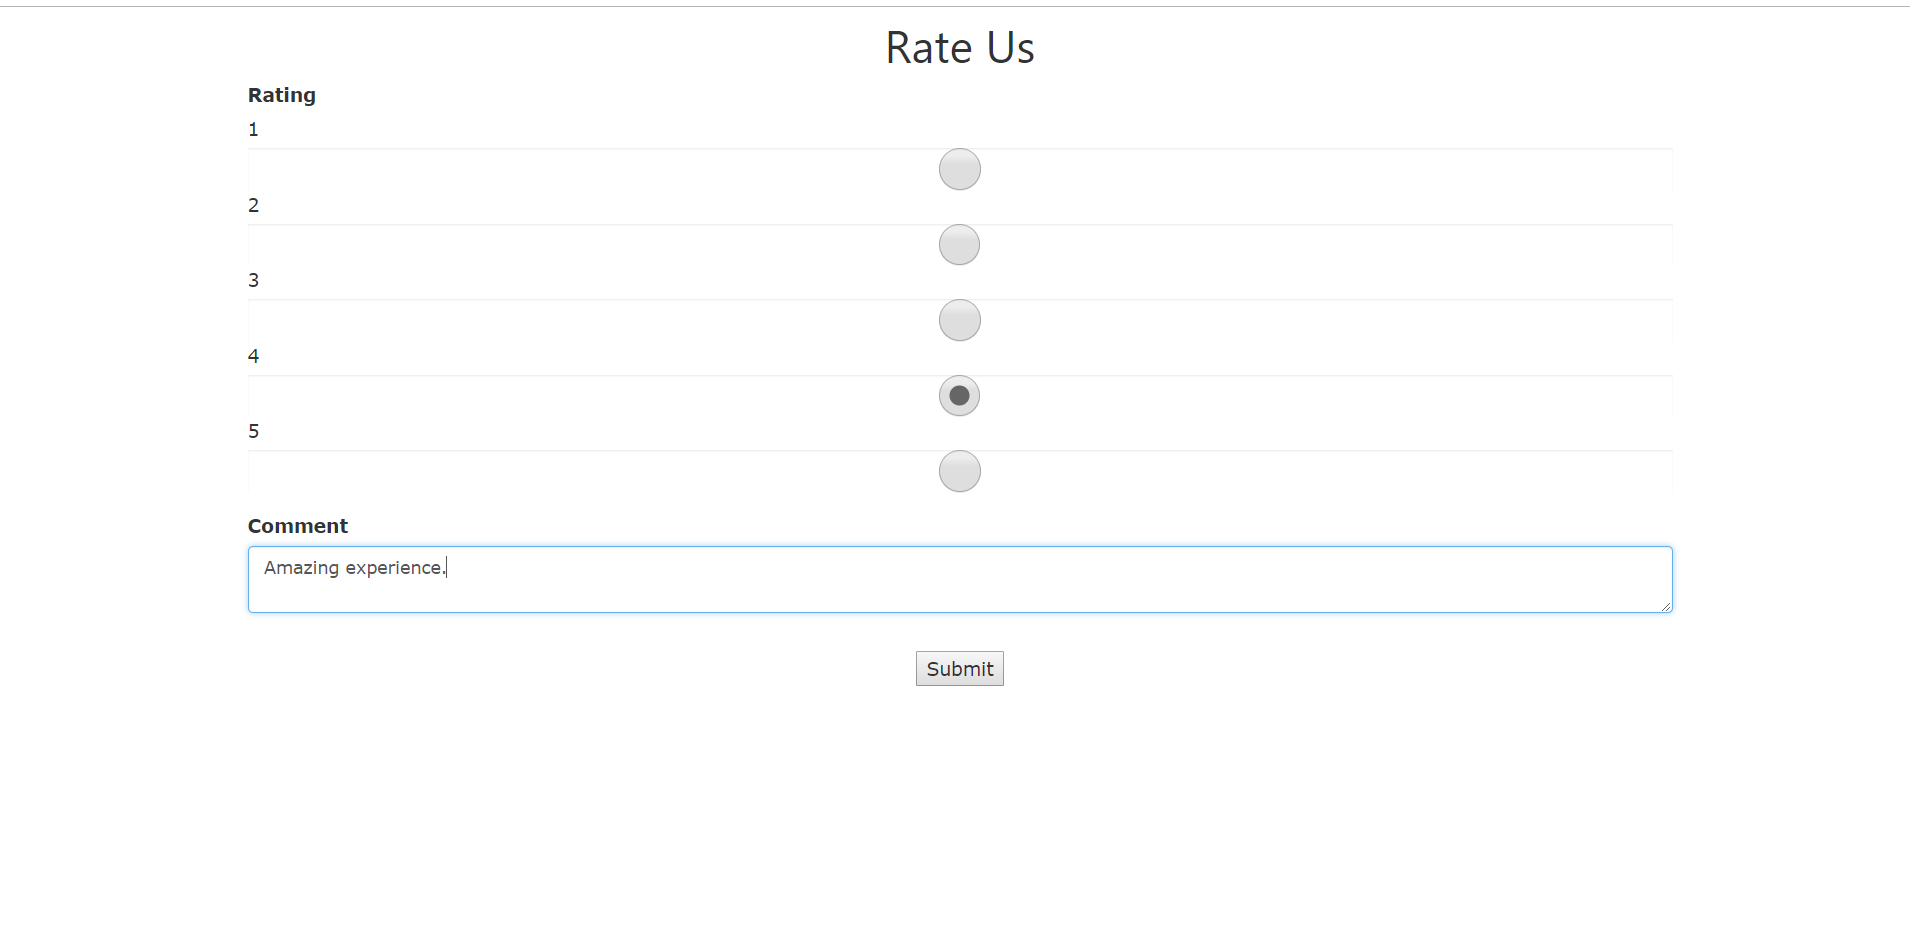 Rate Us
Rating
1
2
3
4
5
Comment
Amazing experience.
Submit